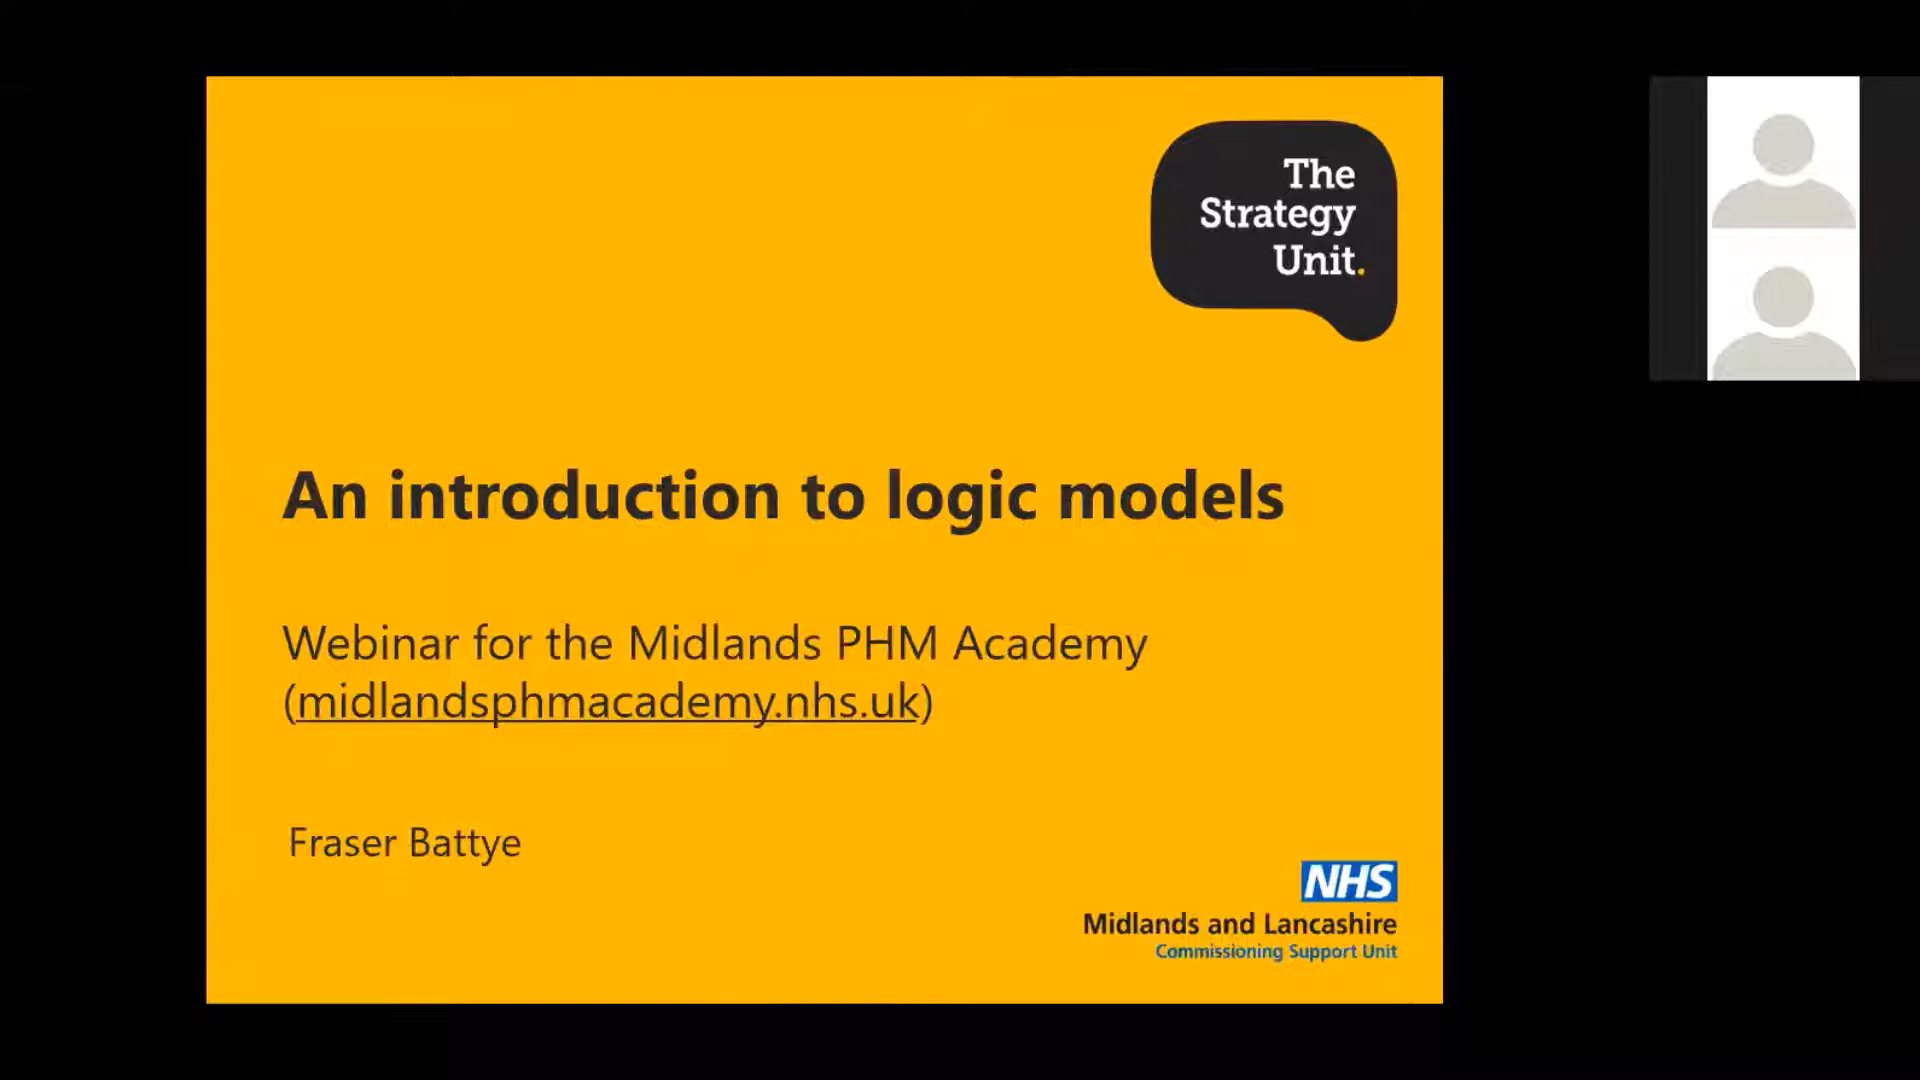 The
Strategy
Unit.
An introduction to logic models
Webinar for the Midlands PHM Academy
(midlandsphmacademy.nhs.uk)
Fraser Battye
NHS
Midlands and Lancashire
Commissioning Support Unit